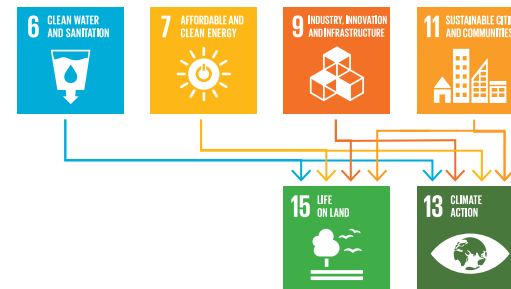 6 CLEAN WATER
AND SANITATION
7 AFFORDABLE AND
CLEAN ENERGY
9 INDUSTRY, INNOVATION
AND INFRASTRUCTURE
11 SUSTAINABLE CITI
AND COMMUNITIES
15 LIFE
ON LAND
13 CLIMATE
ACTION